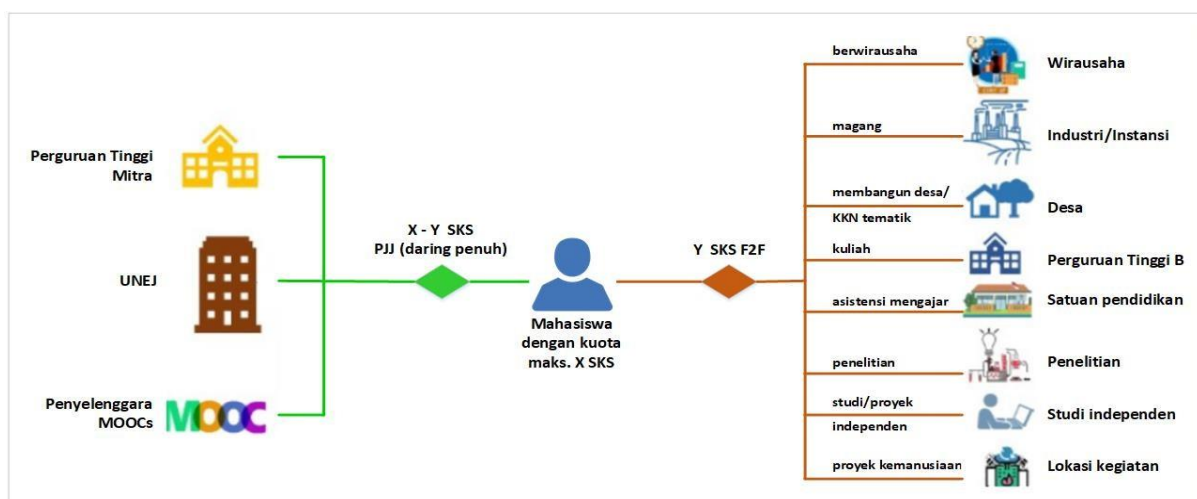 Perguruan Tinggi
Mitra
UNEJ
Penyelenggara
MOOCs
MOOC
X - Y SKS
PJJ (daring penuh)
Mahasiswa
dengan kuota
maks. X SKS
Y SKS F2F
berwirausaha
Wirausaha
magang
Industri/Instansi
membangun desa/
KKN tematik
Desa
kuliah
Perguruan Tinggi B
asistensi mengajar
Satuan pendidikan
penelitian
Penelitian
studi/proyek
independen
Studi independen
proyek kemanusiaan
Lokasi kegiatan